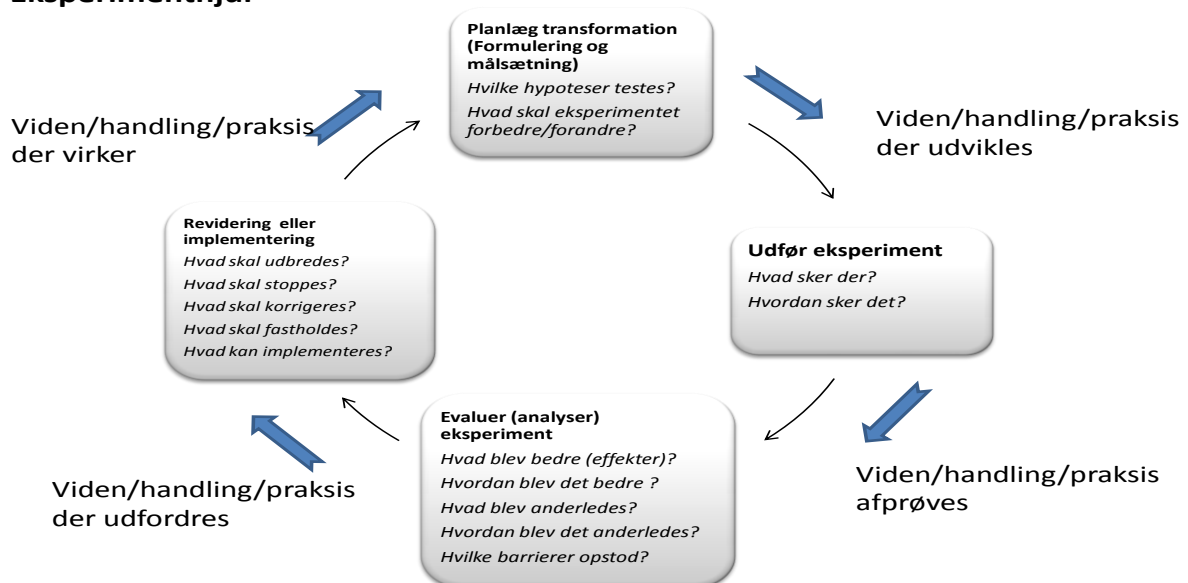 Planlæg transformation
(Formulering og
målsætning)
Hvilke hypoteser testes?
Hvad skal eksperimentet
forbedre/forandre?
Viden/handling/praksis
der udvikles
Udfør eksperiment
Hvad sker der?
Hvordan sker det?
Viden/handling/praksis
afprøves
Evaluer (analyser)
eksperiment
Hvad blev bedre (effekter)?
Hvordan blev det bedre ?
Hvad blev anderledes?
Hvordan blev det anderledes?
Hvilke barrierer opstod?
Viden/handling/praksis
der udfordres
Revidering eller
implementering
Hvad skal udbredes?
Hvad skal stoppes?
Hvad skal korrigeres?
Hvad skal fastholdes?
Hvad kan implementeres?
Viden/handling/praksis
der virker